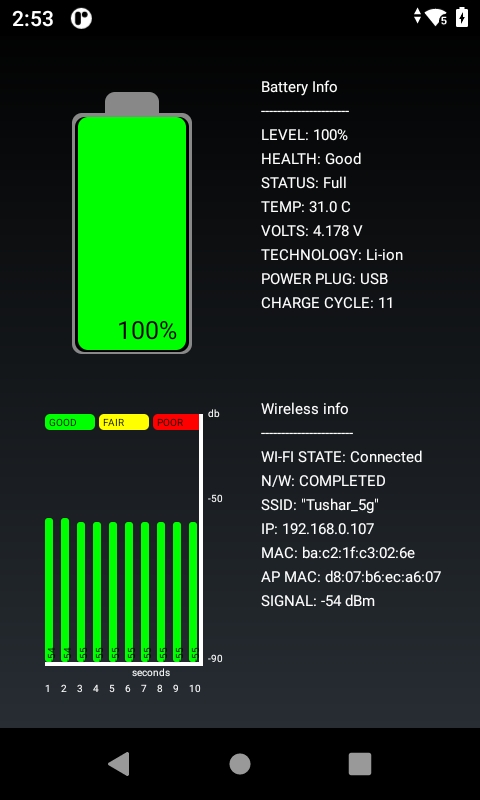 2:53
5
Battery Info
----------------------
LEVEL: 100%
HEALTH: Good
STATUS: Full
TEMP: 31.0 C
VOLTS: 4.178 V
TECHNOLOGY: Li-ion
POWER PLUG: USB
CHARGE CYCLE: 11
100%
GOOD FAIR POOR
db
-50
-90
-54 -54 -55 -55 -55 -55 -55 -55 -55 -55
seconds
1 2 3 4 5 6 7 8 9 10
Wireless info
-----------------------
WI-FI STATE: Connected
N/W: COMPLETED
SSID: "Tushar_5g"
IP: 192.168.0.107
MAC: ba:c2:1f:c3:02:6e
AP MAC: d8:07:b6:ec:a6:07
SIGNAL: -54 dBm